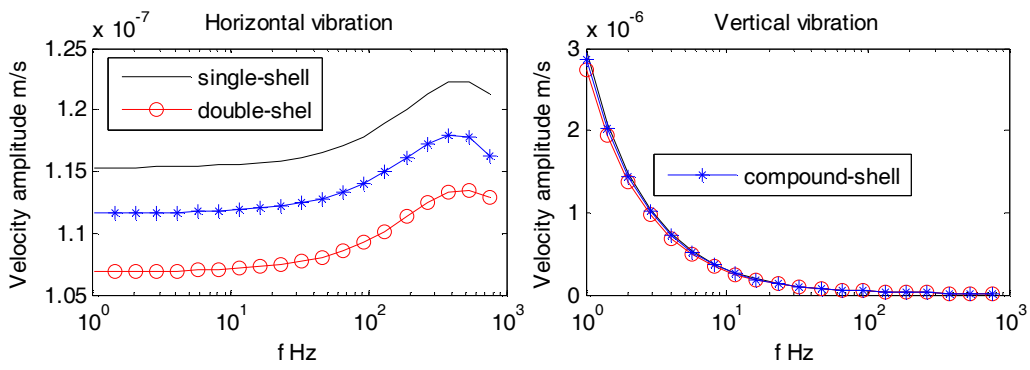 x 10^-7
Horizontal vibration
1.25
1.2
1.15
1.1
1.05
Velocity amplitude m/s
single-shell
double-shel
10^0
10^1
10^2
10^3
f Hz
x 10^-6
Vertical vibration
3
2
1
0
Velocity amplitude m/s
compound-shell
10^0
10^1
10^2
10^3
f Hz